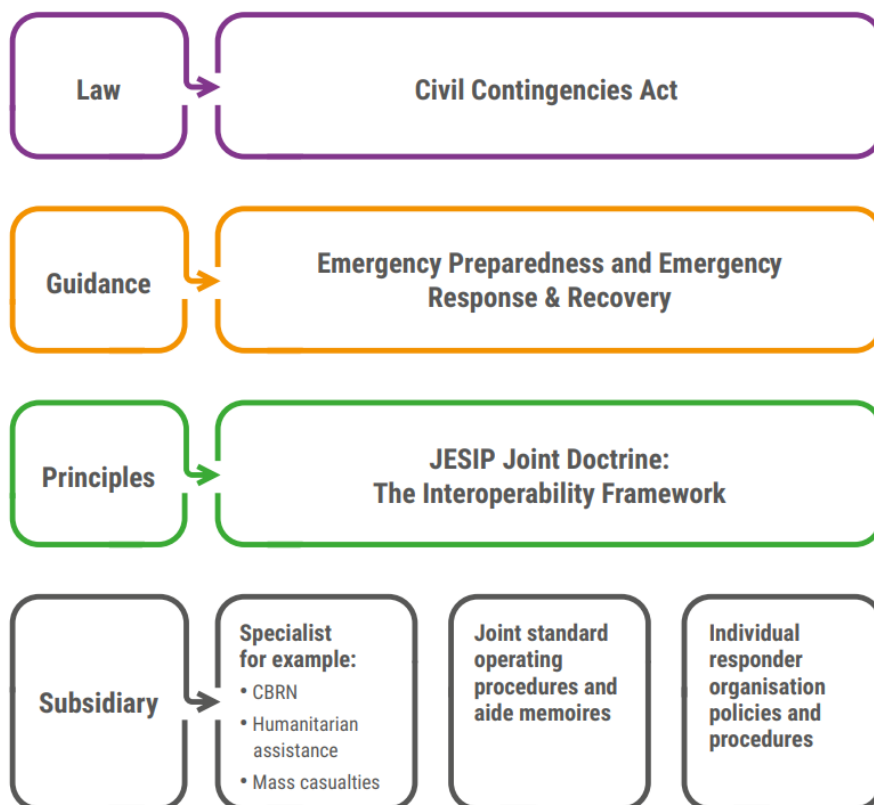 Law
Civil Contingencies Act
Guidance
Emergency Preparedness and Emergency
Response & Recovery
Principles
JESIP Joint Doctrine:
The Interoperability Framework
Subsidiary
Specialist
for example:
• CBRN
• Humanitarian
assistance
• Mass casualties
Joint standard
operating
procedures and
aide memoires
Individual
responder
organisation
policies and
procedures